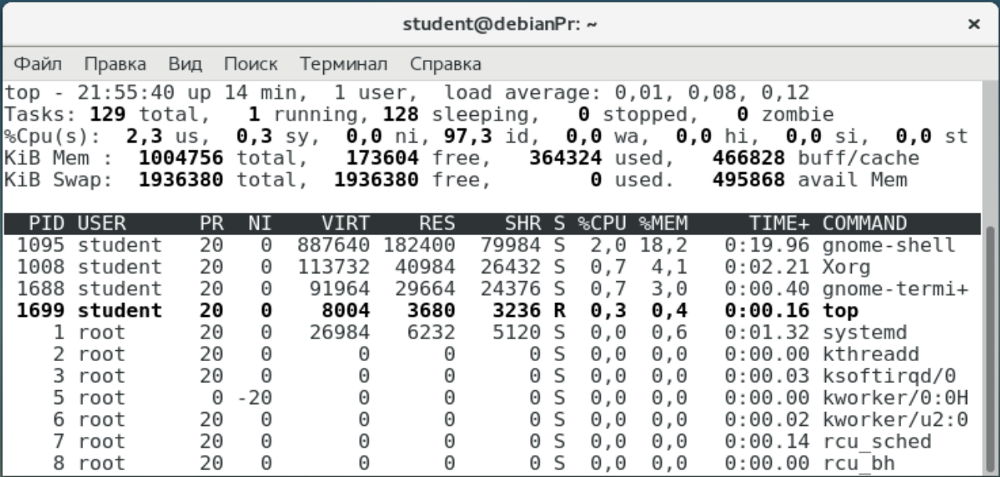 student@debianPr: ~ ×
Файл Правка Вид Поиск Терминал Справка
top - 21:55:40 up 14 min,  1 user,  load average: 0,01, 0,08, 0,12
Tasks: 129 total,   1 running, 128 sleeping,   0 stopped,   0 zombie
%Cpu(s):  2,3 us,  0,3 sy,  0,0 ni, 97,3 id,  0,0 wa,  0,0 hi,  0,0 si,  0,0 st
KiB Mem :  1004756 total,   173604 free,   364324 used,   466828 buff/cache
KiB Swap:  1936380 total,  1936380 free,        0 used.   495868 avail Mem
PID USER      PR  NI    VIRT    RES    SHR S %CPU %MEM     TIME+ COMMAND
1095 student   20   0  887640 182400  79984 S  2,0 18,2   0:19.96 gnome-shell
1008 student   20   0  113732  40984  26432 S  0,7  4,1   0:02.21 Xorg
1688 student   20   0   91964  29664  24376 S  0,7  3,0   0:00.40 gnome-termi+
1699 student   20   0    8004   3680   3236 R  0,3  0,4   0:00.16 top
1 root      20   0   26984   6232   5120 S  0,0  0,6   0:01.32 systemd
2 root      20   0       0      0      0 S  0,0  0,0   0:00.00 kthreadd
3 root      20   0       0      0      0 S  0,0  0,0   0:00.03 ksoftirqd/0
5 root       0 -20       0      0      0 S  0,0  0,0   0:00.00 kworker/0:0H
6 root      20   0       0      0      0 S  0,0  0,0   0:00.02 kworker/u2:0
7 root      20   0       0      0      0 S  0,0  0,0   0:00.14 rcu_sched
8 root      20   0       0      0      0 S  0,0  0,0   0:00.00 rcu_bh